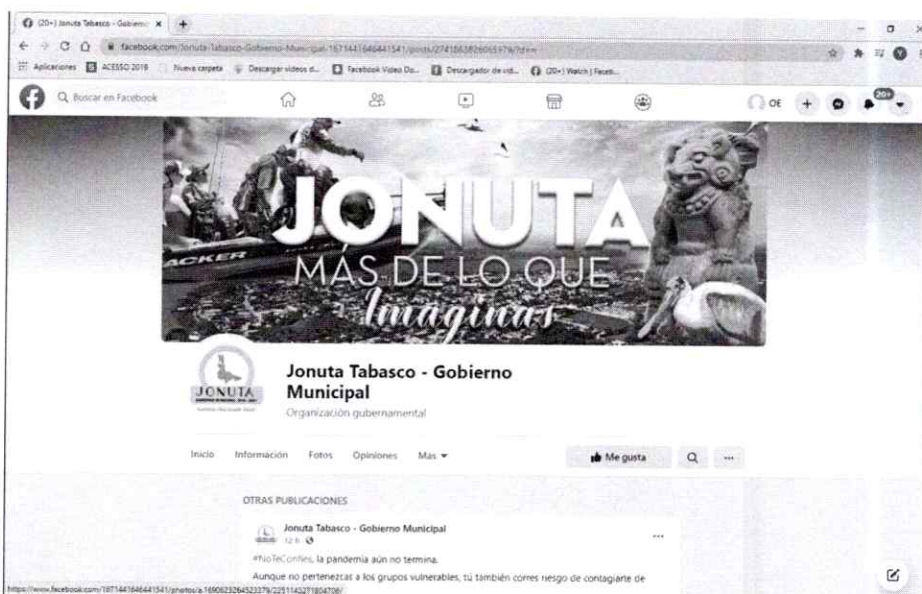 (20+) Jonuta Tabasco - Gobierno
facebook.com/Jonuta-Tabasco-Gobierno-Municipal-1671441646441541/posts/
Aplicaciones ACESSO 2019 Nueva carpeta Descargar videos d... Facebook Video Do... Descargador de vid... (20+) Watch | Faceb...
Buscar en Facebook OE 20+
ACKER
JONUTA
MÁS DE LO QUE
Imaginas
JONUTA
Jonuta Tabasco - Gobierno
Municipal
Organización gubernamental
Inicio Información Fotos Opiniones Más Me gusta
OTRAS PUBLICACIONES
Jonuta Tabasco - Gobierno Municipal
12 h
#NoTeConfíes, la pandemia aún no termina.
Aunque no pertenezcas a los grupos vulnerables, tú también corres riesgo de contagiarte de